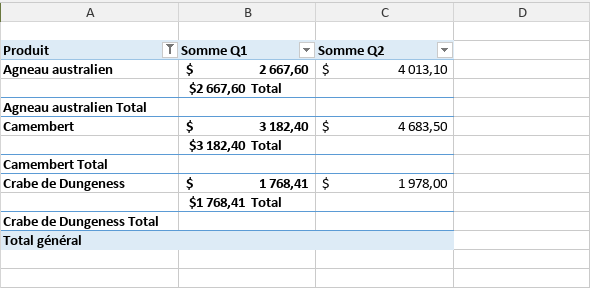 A B C D
Produit Somme Q1 Somme Q2
Agneau australien $ 2 667,60 $ 4 013,10
$2 667,60 Total
Agneau australien Total
Camembert $ 3 182,40 $ 4 683,50
$3 182,40 Total
Camembert Total
Crabe de Dungeness $ 1 768,41 $ 1 978,00
$1 768,41 Total
Crabe de Dungeness Total
Total général